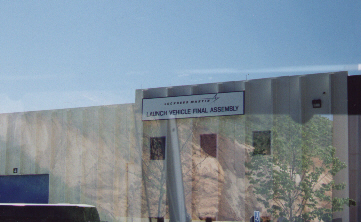 LOCKHEED MARTIN
LAUNCH VEHICLE FINAL ASSEMBLY